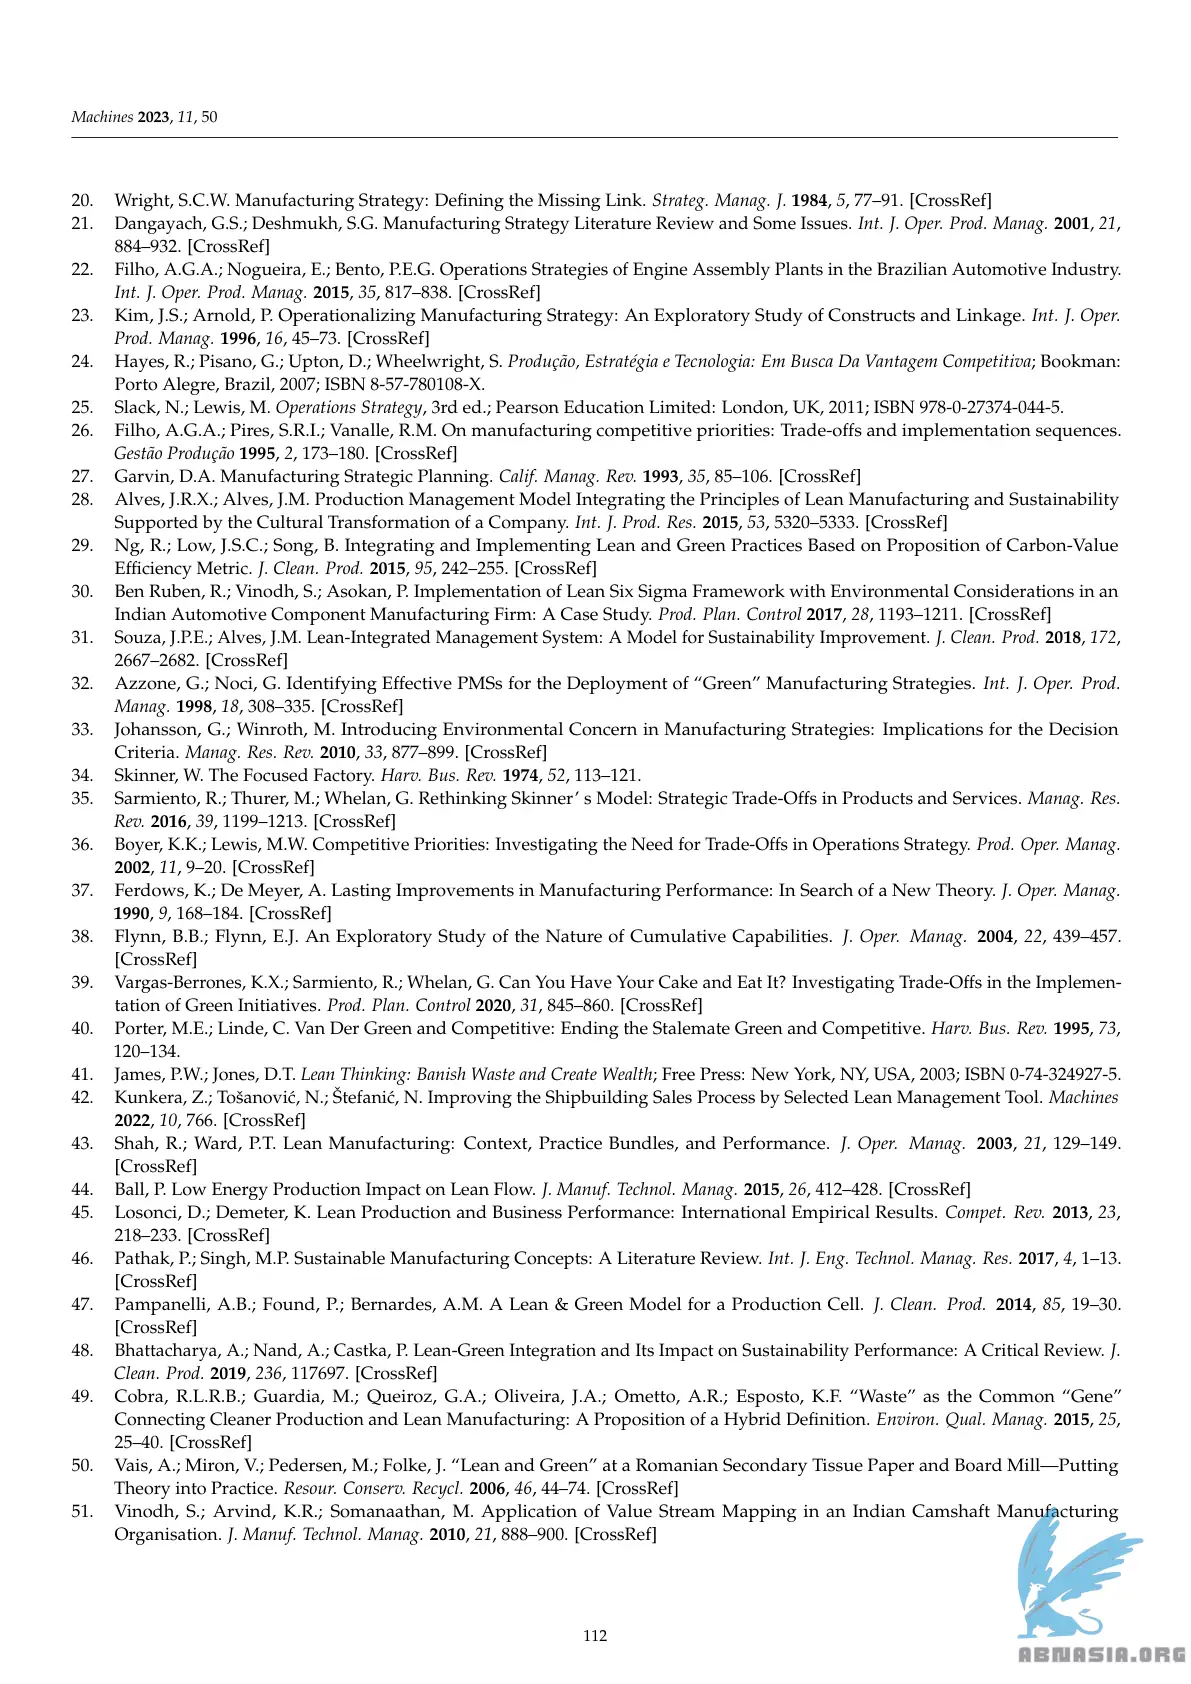 Machines 2023, 11, 50
20. Wright, S.C.W. Manufacturing Strategy: Defining the Missing Link. Strateg. Manag. J. 1984, 5, 77–91. [CrossRef]
21. Dangayach, G.S.; Deshmukh, S.G. Manufacturing Strategy Literature Review and Some Issues. Int. J. Oper. Prod. Manag. 2001, 21,
884–932. [CrossRef]
22. Filho, A.G.A.; Nogueira, E.; Bento, P.E.G. Operations Strategies of Engine Assembly Plants in the Brazilian Automotive Industry.
Int. J. Oper. Prod. Manag. 2015, 35, 817–838. [CrossRef]
23. Kim, J.S.; Arnold, P. Operationalizing Manufacturing Strategy: An Exploratory Study of Constructs and Linkage. Int. J. Oper.
Prod. Manag. 1996, 16, 45–73. [CrossRef]
24. Hayes, R.; Pisano, G.; Upton, D.; Wheelwright, S. Produção, Estratégia e Tecnologia: Em Busca Da Vantagem Competitiva; Bookman:
Porto Alegre, Brazil, 2007; ISBN 8-57-780108-X.
25. Slack, N.; Lewis, M. Operations Strategy, 3rd ed.; Pearson Education Limited: London, UK, 2011; ISBN 978-0-27374-044-5.
26. Filho, A.G.A.; Pires, S.R.I.; Vanalle, R.M. On manufacturing competitive priorities: Trade-offs and implementation sequences.
Gestão Produção 1995, 2, 173–180. [CrossRef]
27. Garvin, D.A. Manufacturing Strategic Planning. Calif. Manag. Rev. 1993, 35, 85–106. [CrossRef]
28. Alves, J.R.X.; Alves, J.M. Production Management Model Integrating the Principles of Lean Manufacturing and Sustainability
Supported by the Cultural Transformation of a Company. Int. J. Prod. Res. 2015, 53, 5320–5333. [CrossRef]
29. Ng, R.; Low, J.S.C.; Song, B. Integrating and Implementing Lean and Green Practices Based on Proposition of Carbon-Value
Efficiency Metric. J. Clean. Prod. 2015, 95, 242–255. [CrossRef]
30. Ben Ruben, R.; Vinodh, S.; Asokan, P. Implementation of Lean Six Sigma Framework with Environmental Considerations in an
Indian Automotive Component Manufacturing Firm: A Case Study. Prod. Plan. Control 2017, 28, 1193–1211. [CrossRef]
31. Souza, J.P.E.; Alves, J.M. Lean-Integrated Management System: A Model for Sustainability Improvement. J. Clean. Prod. 2018, 172,
2667–2682. [CrossRef]
32. Azzone, G.; Noci, G. Identifying Effective PMSs for the Deployment of “Green” Manufacturing Strategies. Int. J. Oper. Prod.
Manag. 1998, 18, 308–335. [CrossRef]
33. Johansson, G.; Winroth, M. Introducing Environmental Concern in Manufacturing Strategies: Implications for the Decision
Criteria. Manag. Res. Rev. 2010, 33, 877–899. [CrossRef]
34. Skinner, W. The Focused Factory. Harv. Bus. Rev. 1974, 52, 113–121.
35. Sarmiento, R.; Thurer, M.; Whelan, G. Rethinking Skinner’ s Model: Strategic Trade-Offs in Products and Services. Manag. Res.
Rev. 2016, 39, 1199–1213. [CrossRef]
36. Boyer, K.K.; Lewis, M.W. Competitive Priorities: Investigating the Need for Trade-Offs in Operations Strategy. Prod. Oper. Manag.
2002, 11, 9–20. [CrossRef]
37. Ferdows, K.; De Meyer, A. Lasting Improvements in Manufacturing Performance: In Search of a New Theory. J. Oper. Manag.
1990, 9, 168–184. [CrossRef]
38. Flynn, B.B.; Flynn, E.J. An Exploratory Study of the Nature of Cumulative Capabilities. J. Oper. Manag. 2004, 22, 439–457.
[CrossRef]
39. Vargas-Berrones, K.X.; Sarmiento, R.; Whelan, G. Can You Have Your Cake and Eat It? Investigating Trade-Offs in the Implemen-
tation of Green Initiatives. Prod. Plan. Control 2020, 31, 845–860. [CrossRef]
40. Porter, M.E.; Linde, C. Van Der Green and Competitive: Ending the Stalemate Green and Competitive. Harv. Bus. Rev. 1995, 73,
120–134.
41. James, P.W.; Jones, D.T. Lean Thinking: Banish Waste and Create Wealth; Free Press: New York, NY, USA, 2003; ISBN 0-74-324927-5.
42. Kunkera, Z.; Tošanović, N.; Štefanić, N. Improving the Shipbuilding Sales Process by Selected Lean Management Tool. Machines
2022, 10, 766. [CrossRef]
43. Shah, R.; Ward, P.T. Lean Manufacturing: Context, Practice Bundles, and Performance. J. Oper. Manag. 2003, 21, 129–149.
[CrossRef]
44. Ball, P. Low Energy Production Impact on Lean Flow. J. Manuf. Technol. Manag. 2015, 26, 412–428. [CrossRef]
45. Losonci, D.; Demeter, K. Lean Production and Business Performance: International Empirical Results. Compet. Rev. 2013, 23,
218–233. [CrossRef]
46. Pathak, P.; Singh, M.P. Sustainable Manufacturing Concepts: A Literature Review. Int. J. Eng. Technol. Manag. Res. 2017, 4, 1–13.
[CrossRef]
47. Pampanelli, A.B.; Found, P.; Bernardes, A.M. A Lean & Green Model for a Production Cell. J. Clean. Prod. 2014, 85, 19–30.
[CrossRef]
48. Bhattacharya, A.; Nand, A.; Castka, P. Lean-Green Integration and Its Impact on Sustainability Performance: A Critical Review. J.
Clean. Prod. 2019, 236, 117697. [CrossRef]
49. Cobra, R.L.R.B.; Guardia, M.; Queiroz, G.A.; Oliveira, J.A.; Ometto, A.R.; Esposto, K.F. “Waste” as the Common “Gene”
Connecting Cleaner Production and Lean Manufacturing: A Proposition of a Hybrid Definition. Environ. Qual. Manag. 2015, 25,
25–40. [CrossRef]
50. Vais, A.; Miron, V.; Pedersen, M.; Folke, J. “Lean and Green” at a Romanian Secondary Tissue Paper and Board Mill—Putting
Theory into Practice. Resour. Conserv. Recycl. 2006, 46, 44–74. [CrossRef]
51. Vinodh, S.; Arvind, K.R.; Somanaathan, M. Application of Value Stream Mapping in an Indian Camshaft Manufacturing
Organisation. J. Manuf. Technol. Manag. 2010, 21, 888–900. [CrossRef]
112
ABNASIA.ORG